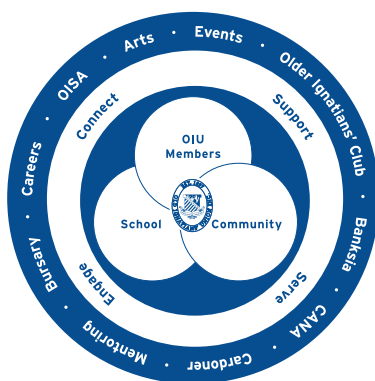 Arts · Events · Older Ignatians' Club · Banksia · CANA · Cardoner · Mentoring · Bursary · Careers · OISA ·
Connect
Support
Serve
Engage
OIU
Members
School
Community